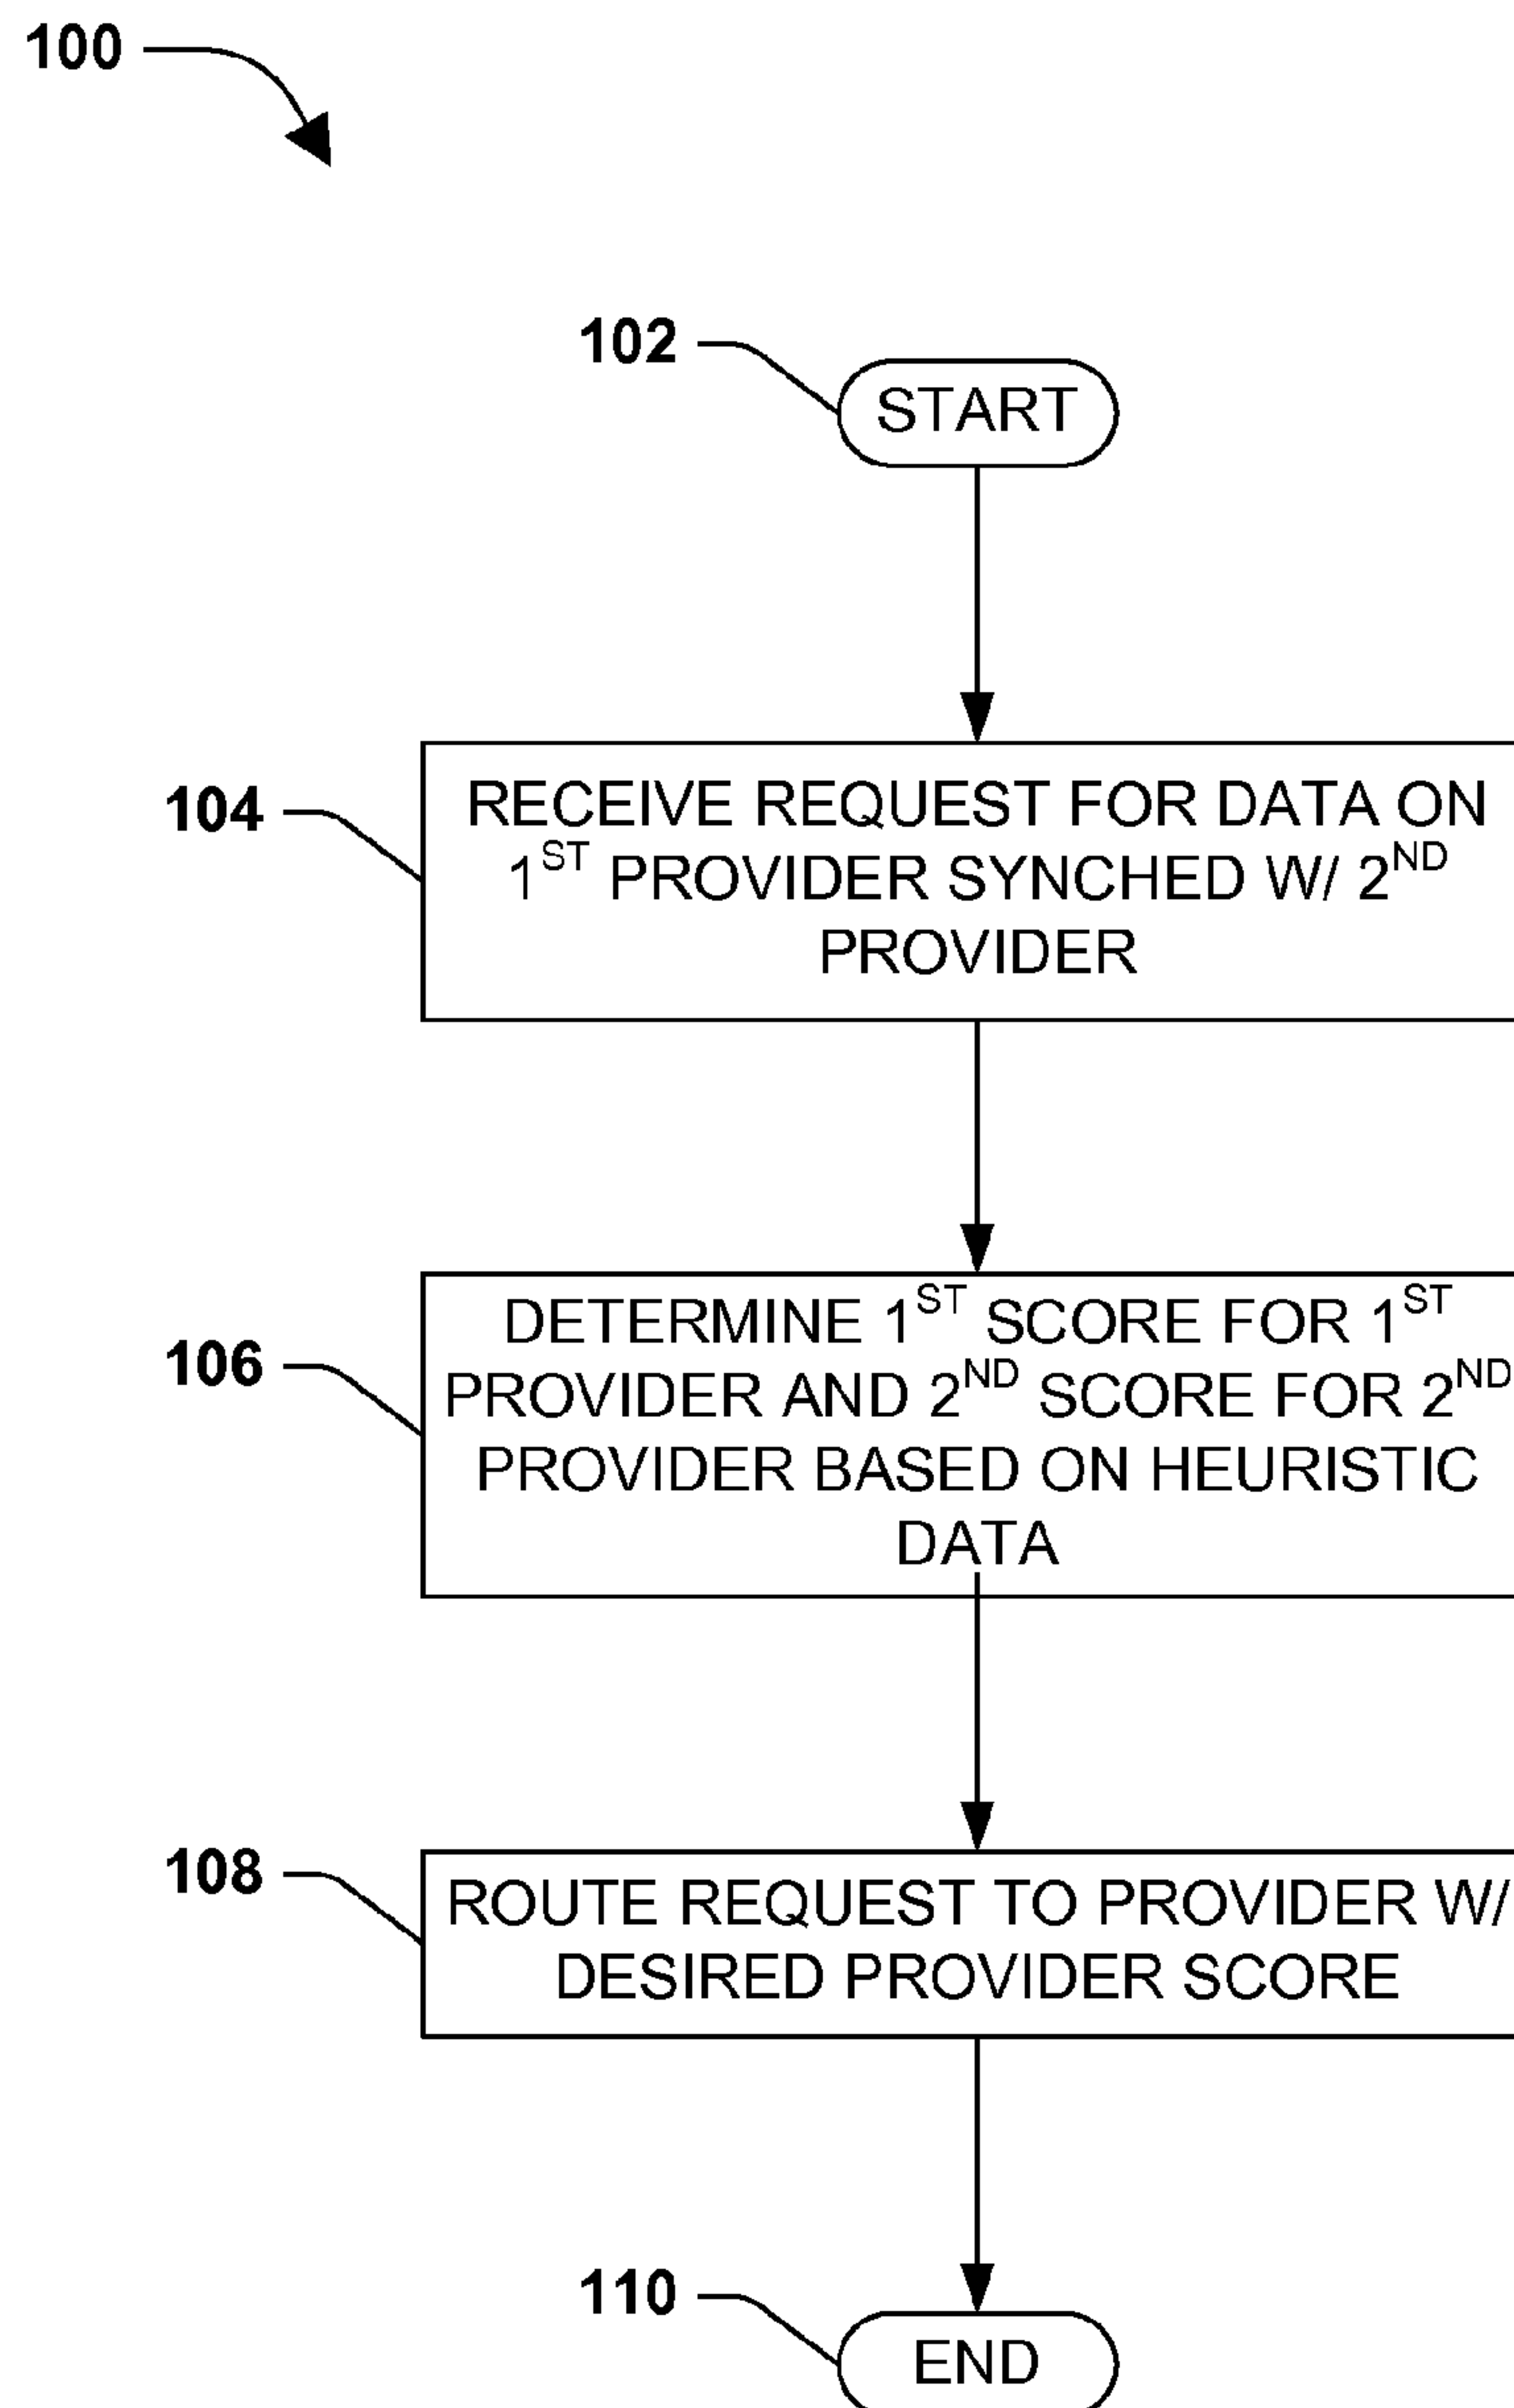 100
102
START
104
RECEIVE REQUEST FOR DATA ON
1ST PROVIDER SYNCHED W/ 2ND
PROVIDER
106
DETERMINE 1ST SCORE FOR 1ST
PROVIDER AND 2ND SCORE FOR 2ND
PROVIDER BASED ON HEURISTIC
DATA
108
ROUTE REQUEST TO PROVIDER W/
DESIRED PROVIDER SCORE
110
END